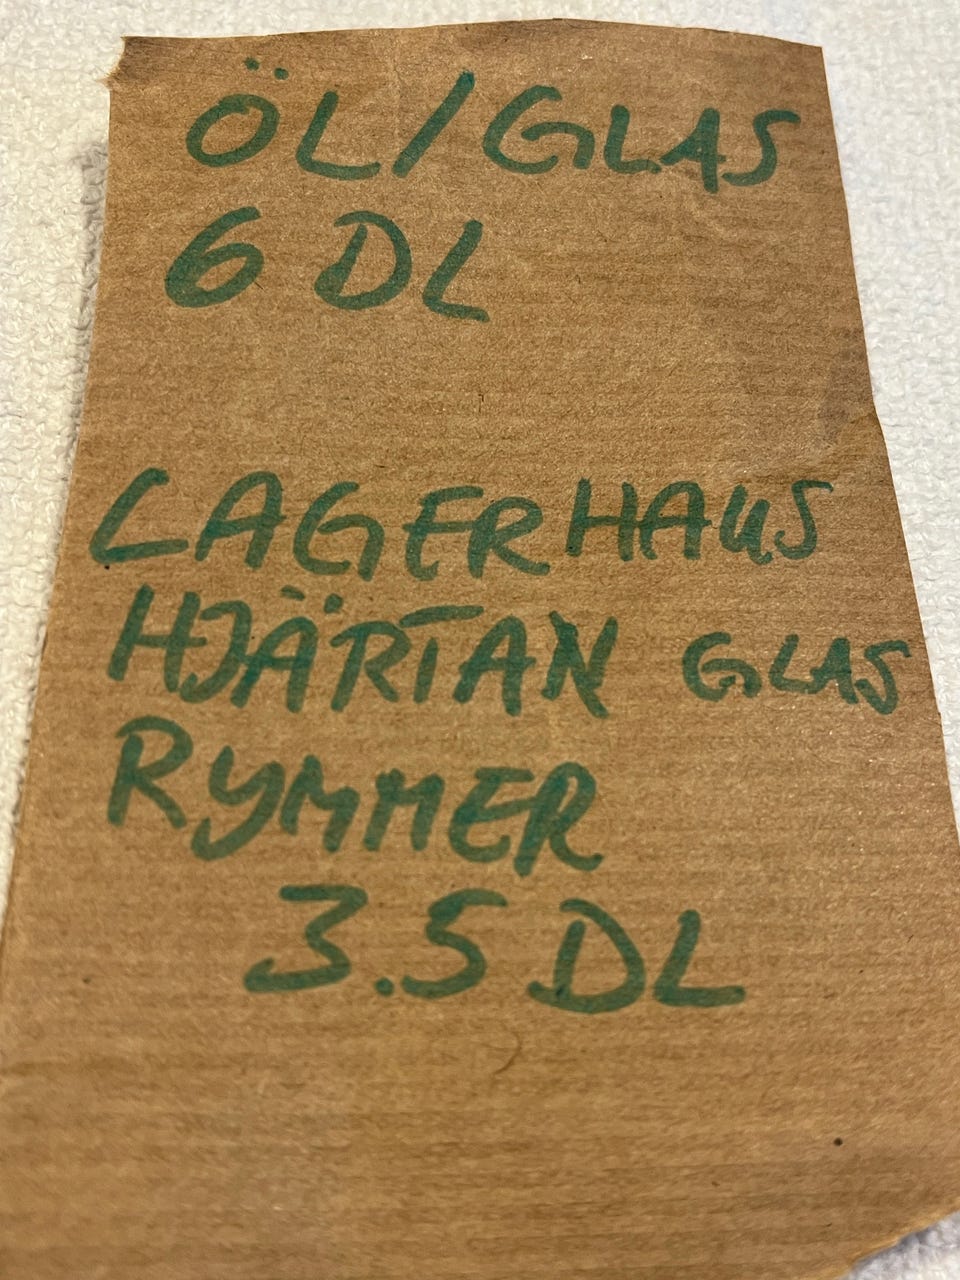 ÖL/GLAS
6 DL
LAGERHAUS
HJÄRTAN GLAS
RYMMER
3.5 DL